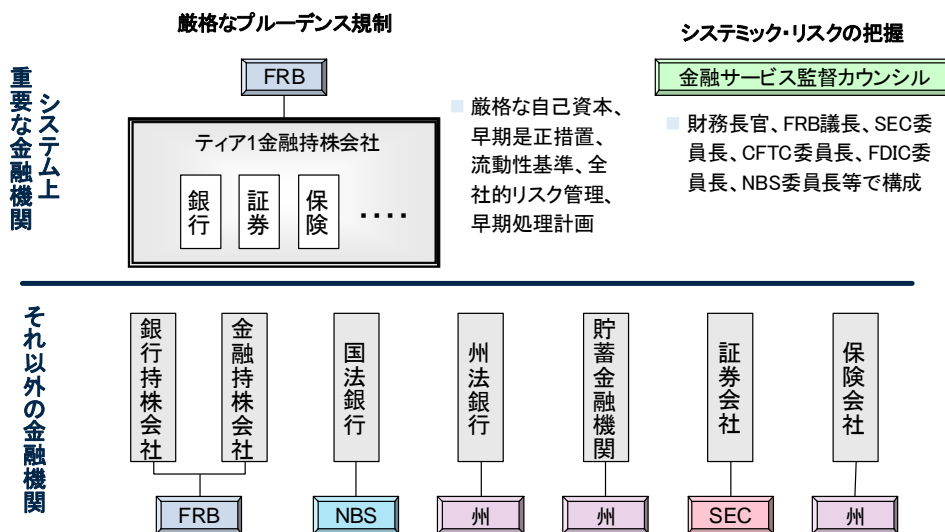 厳格なプルーデンス規制
システミック・リスクの把握
システム上
重要な金融機関
FRB
ティア1金融持株会社
銀行
証券
保険
・・・・
厳格な自己資本、
早期是正措置、
流動性基準、全
社的リスク管理、
早期処理計画
金融サービス監督カウンシル
財務長官、FRB議長、SEC委
員長、CFTC委員長、FDIC委
員長、NBS委員長等で構成
それ以外の金融機関
銀行持株会社
金融持株会社
国法銀行
州法銀行
貯蓄金融機関
証券会社
保険会社
FRB
NBS
州
州
SEC
州